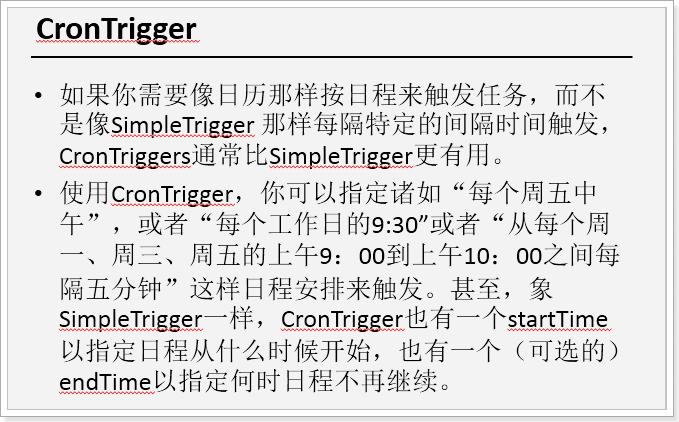 CronTrigger
• 如果你需要像日历那样按日程来触发任务，而不
是像SimpleTrigger 那样每隔特定的间隔时间触发，
CronTriggers通常比SimpleTrigger更有用。
• 使用CronTrigger，你可以指定诸如“每个周五中
午”，或者“每个工作日的9:30”或者“从每个周
一、周三、周五的上午9：00到上午10：00之间每
隔五分钟”这样日程安排来触发。甚至，象
SimpleTrigger一样，CronTrigger也有一个startTime
以指定日程从什么时候开始，也有一个（可选的）
endTime以指定何时日程不再继续。